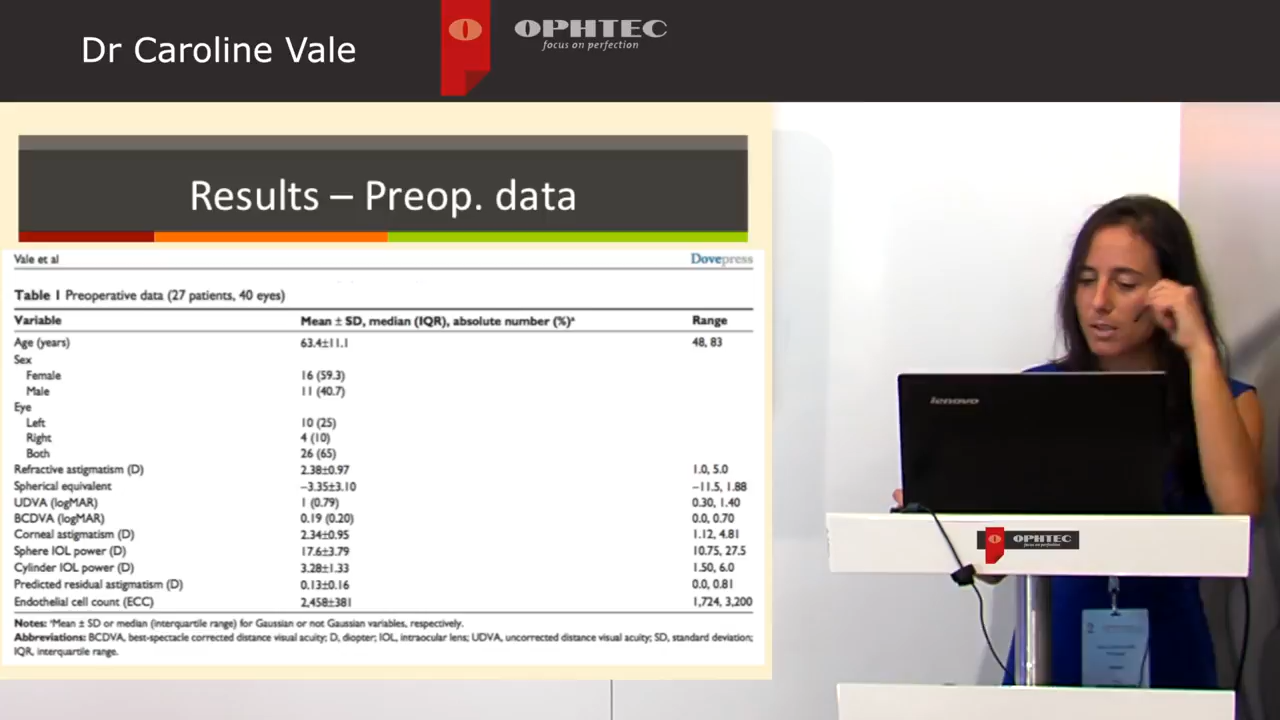 Dr Caroline Vale
OPHTEC
focus on perfection
Results – Preop. data
Vale et al Dovepress
Table 1 Preoperative data (27 patients, 40 eyes)
Variable Mean ± SD, median (IQR), absolute number (%)ª Range
Age (years) 63.4±11.1 48, 83
Sex
Female 16 (59.3)
Male 11 (40.7)
Eye
Left 10 (25)
Right 4 (10)
Both 26 (65)
Refractive astigmatism (D) 2.38±0.97 1.0, 5.0
Spherical equivalent −3.35±3.10 −11.5, 1.88
UDVA (logMAR) 1 (0.79) 0.30, 1.40
BCDVA (logMAR) 0.19 (0.20) 0.0, 0.70
Corneal astigmatism (D) 2.34±0.95 1.12, 4.81
Sphere IOL power (D) 17.6±3.79 10.75, 27.5
Cylinder IOL power (D) 3.28±1.33 1.50, 6.0
Predicted residual astigmatism (D) 0.13±0.16 0.0, 0.81
Endothelial cell count (ECC) 2,458±381 1,724, 3,200
Notes: ªMean ± SD or median (interquartile range) for Gaussian or not Gaussian variables, respectively.
Abbreviations: BCDVA, best-spectacle corrected distance visual acuity; D, diopter; IOL, intraocular lens; UDVA, uncorrected distance visual acuity; SD, standard deviation;
IQR, interquartile range.
lenovo
OPHTEC
focus on perfection